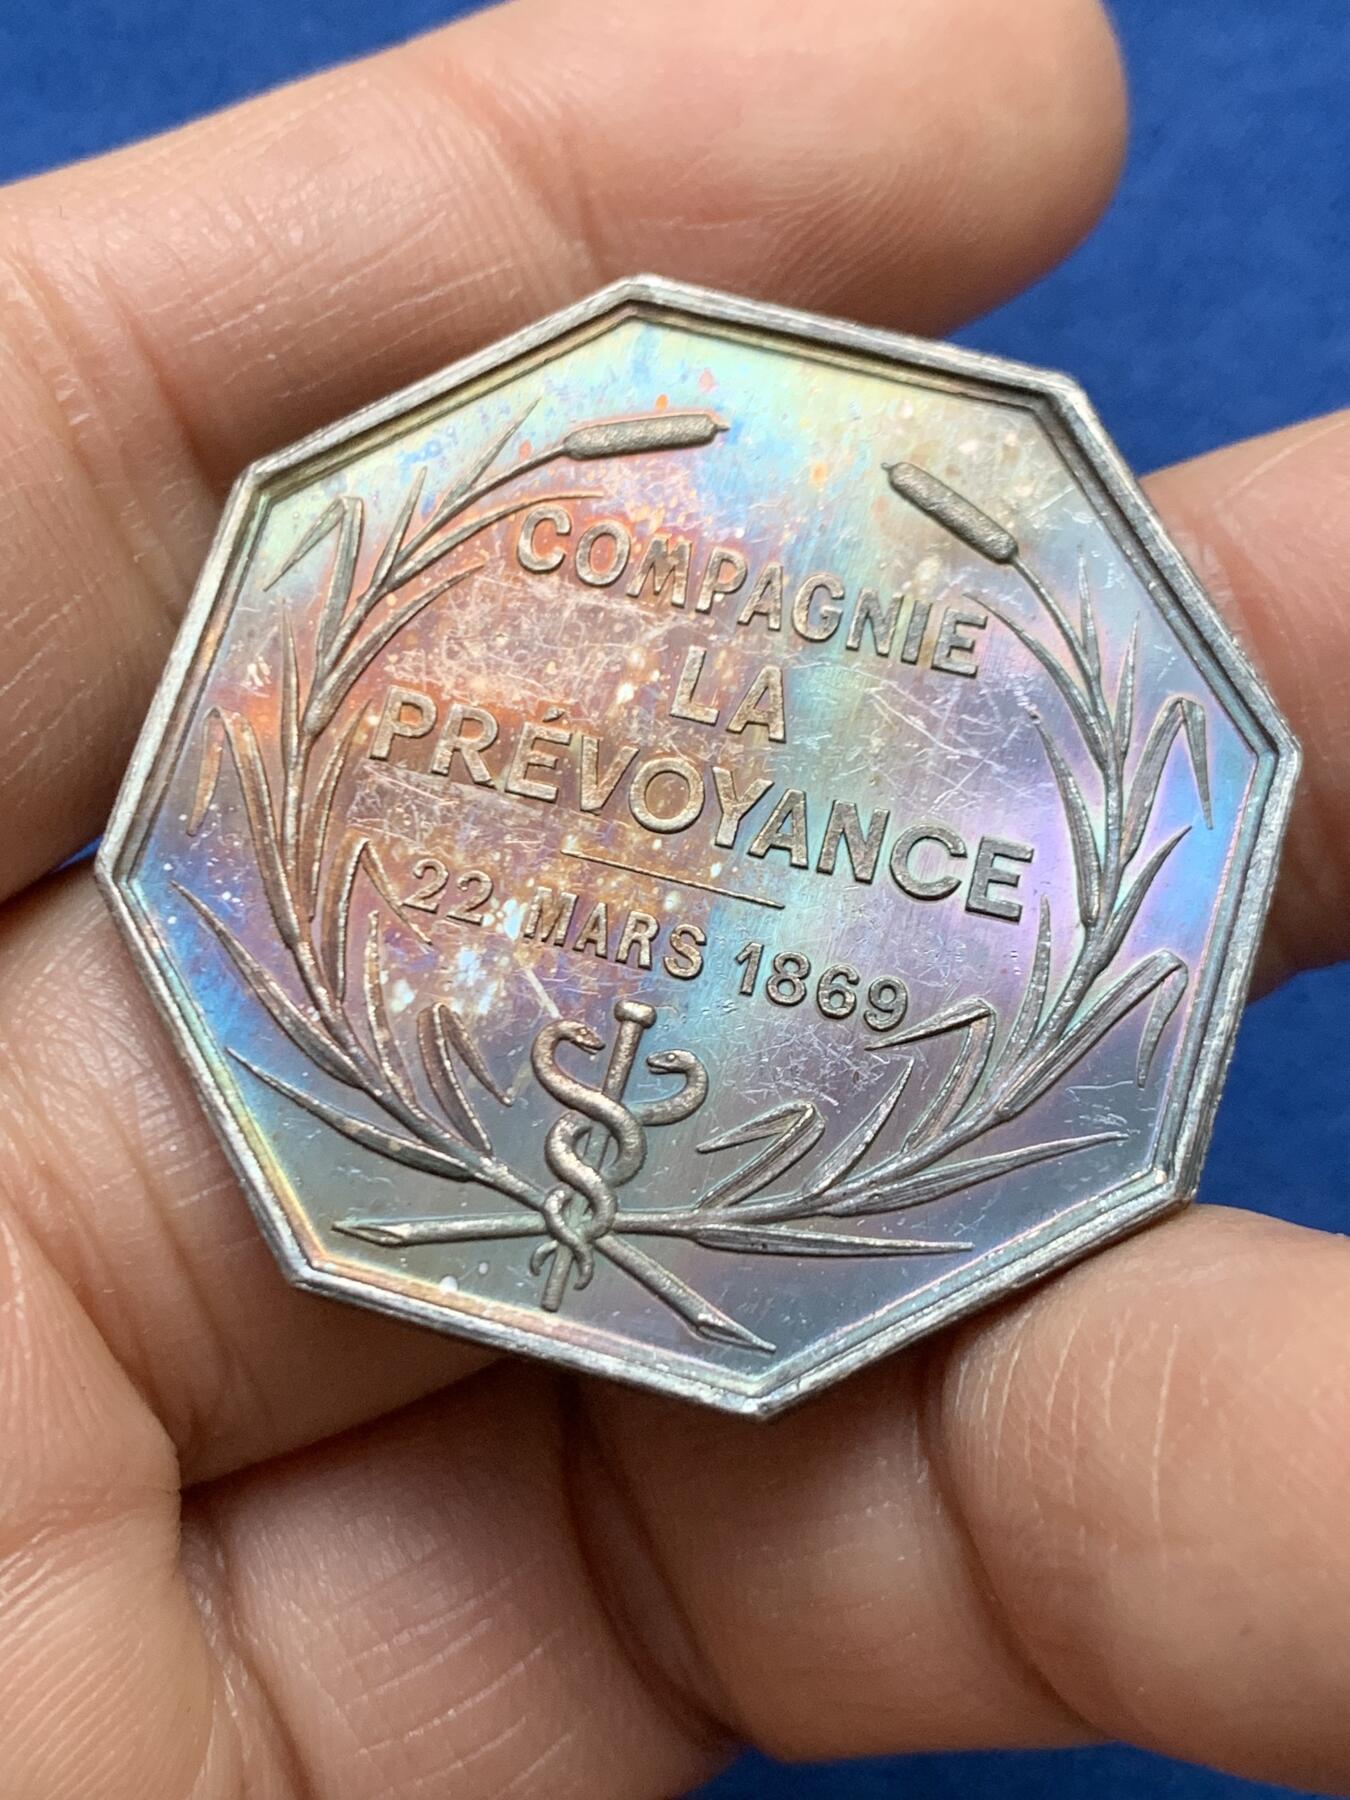 COMPAGNIE
LA
PRÉVOYANCE
22 MARS 1869